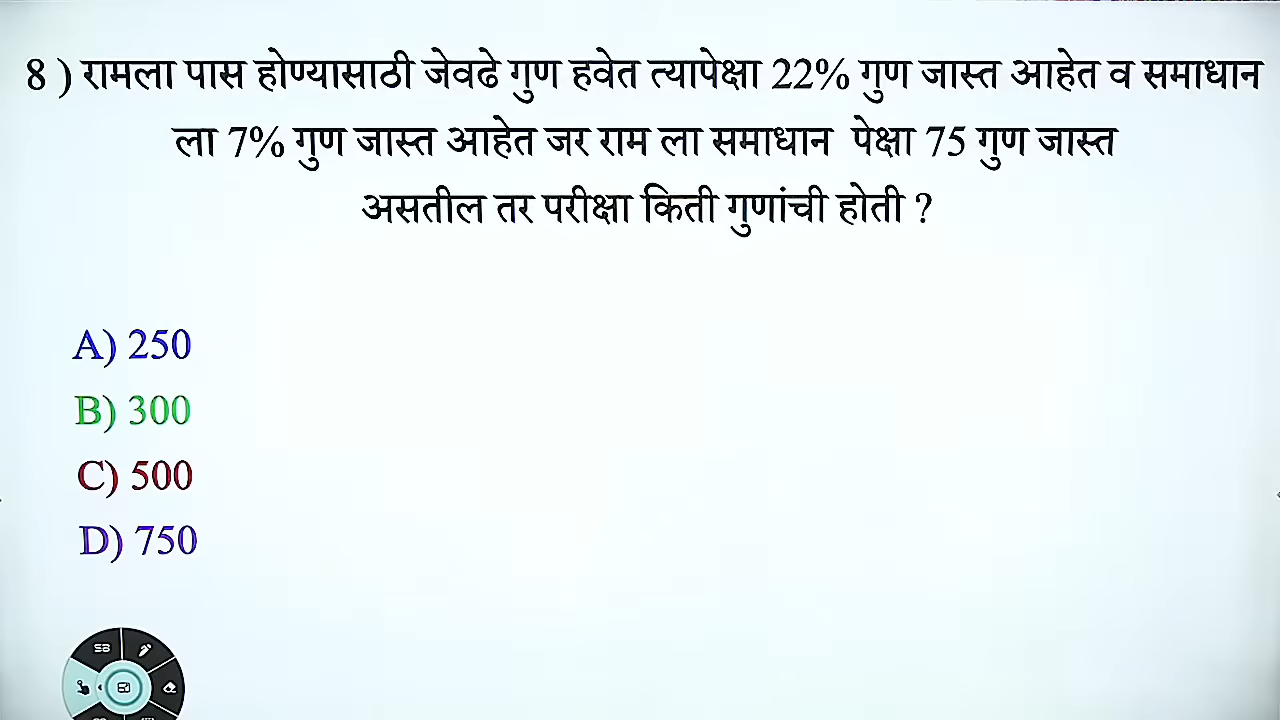 8 ) रामला पास होण्यासाठी जेवढे गुण हवेत त्यापेक्षा 22% गुण जास्त आहेत व समाधान
ला 7% गुण जास्त आहेत जर राम ला समाधान पेक्षा 75 गुण जास्त
असतील तर परीक्षा किती गुणांची होती ?
A) 250
B) 300
C) 500
D) 750
SB